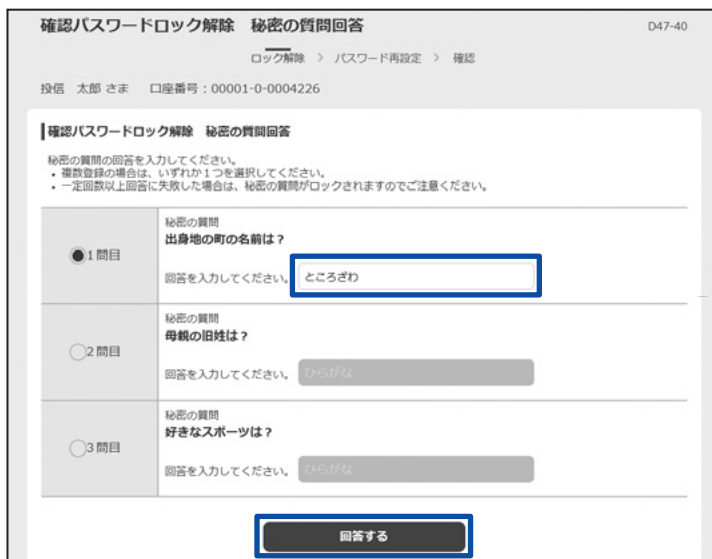 確認パスワードロック解除　秘密の質問回答
D47-40
ロック解除 > パスワード再設定 > 確認
投信　太郎 さま　口座番号：00001-0-0004226
確認パスワードロック解除　秘密の質問回答
秘密の質問の回答を入力してください。
・複数登録の場合は、いずれか1つを選択してください。
・一定回数以上回答に失敗した場合は、秘密の質問がロックされますのでご注意ください。
1問目
秘密の質問
出身地の町の名前は？
回答を入力してください。 ところざわ
2問目
秘密の質問
母親の旧姓は？
回答を入力してください。 ひらがな
3問目
秘密の質問
好きなスポーツは？
回答を入力してください。 ひらがな
回答する